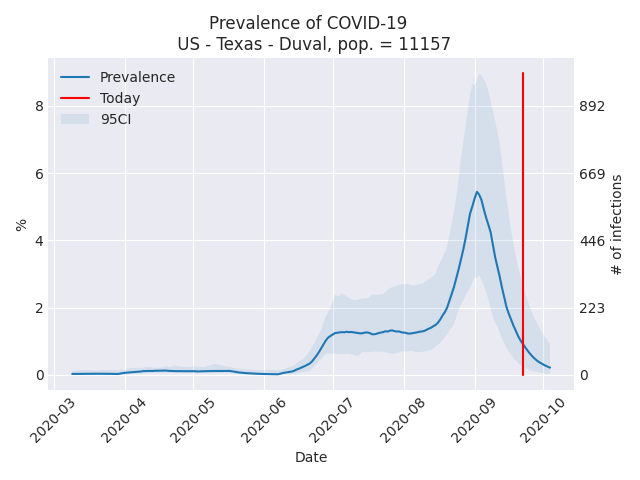 Prevalence of COVID-19
US - Texas - Duval, pop. = 11157
Prevalence
Today
95CI
8
6
4
2
0
%
892
669
446
223
0
# of infections
2020-03
2020-04
2020-05
2020-06
2020-07
2020-08
2020-09
2020-10
Date